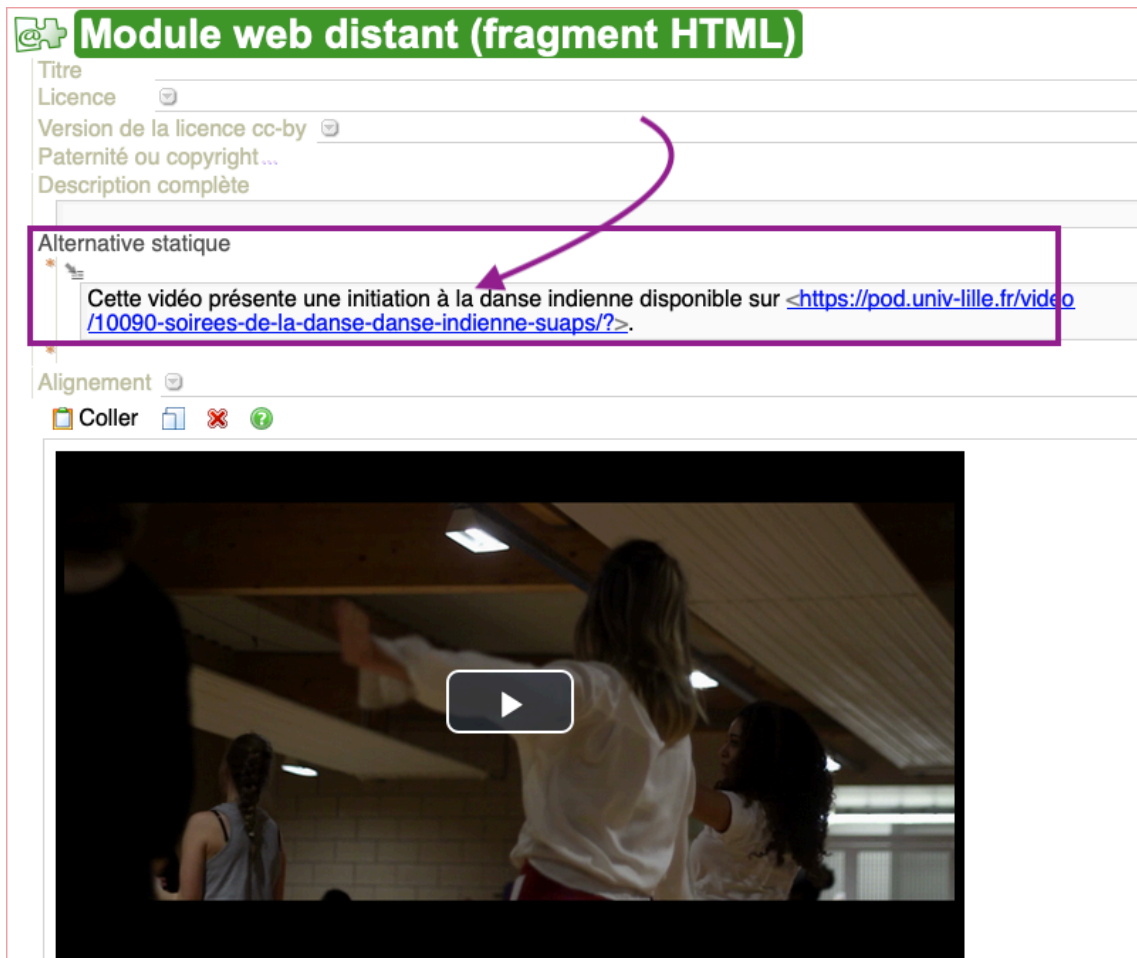 Module web distant (fragment HTML)
Titre
Licence
Version de la licence cc-by
Paternité ou copyright...
Description complète
Alternative statique
Cette vidéo présente une initiation à la danse indienne disponible sur <https://pod.univ-lille.fr/video
/10090-soirees-de-la-danse-danse-indienne-suaps/?>.
Alignement
Coller